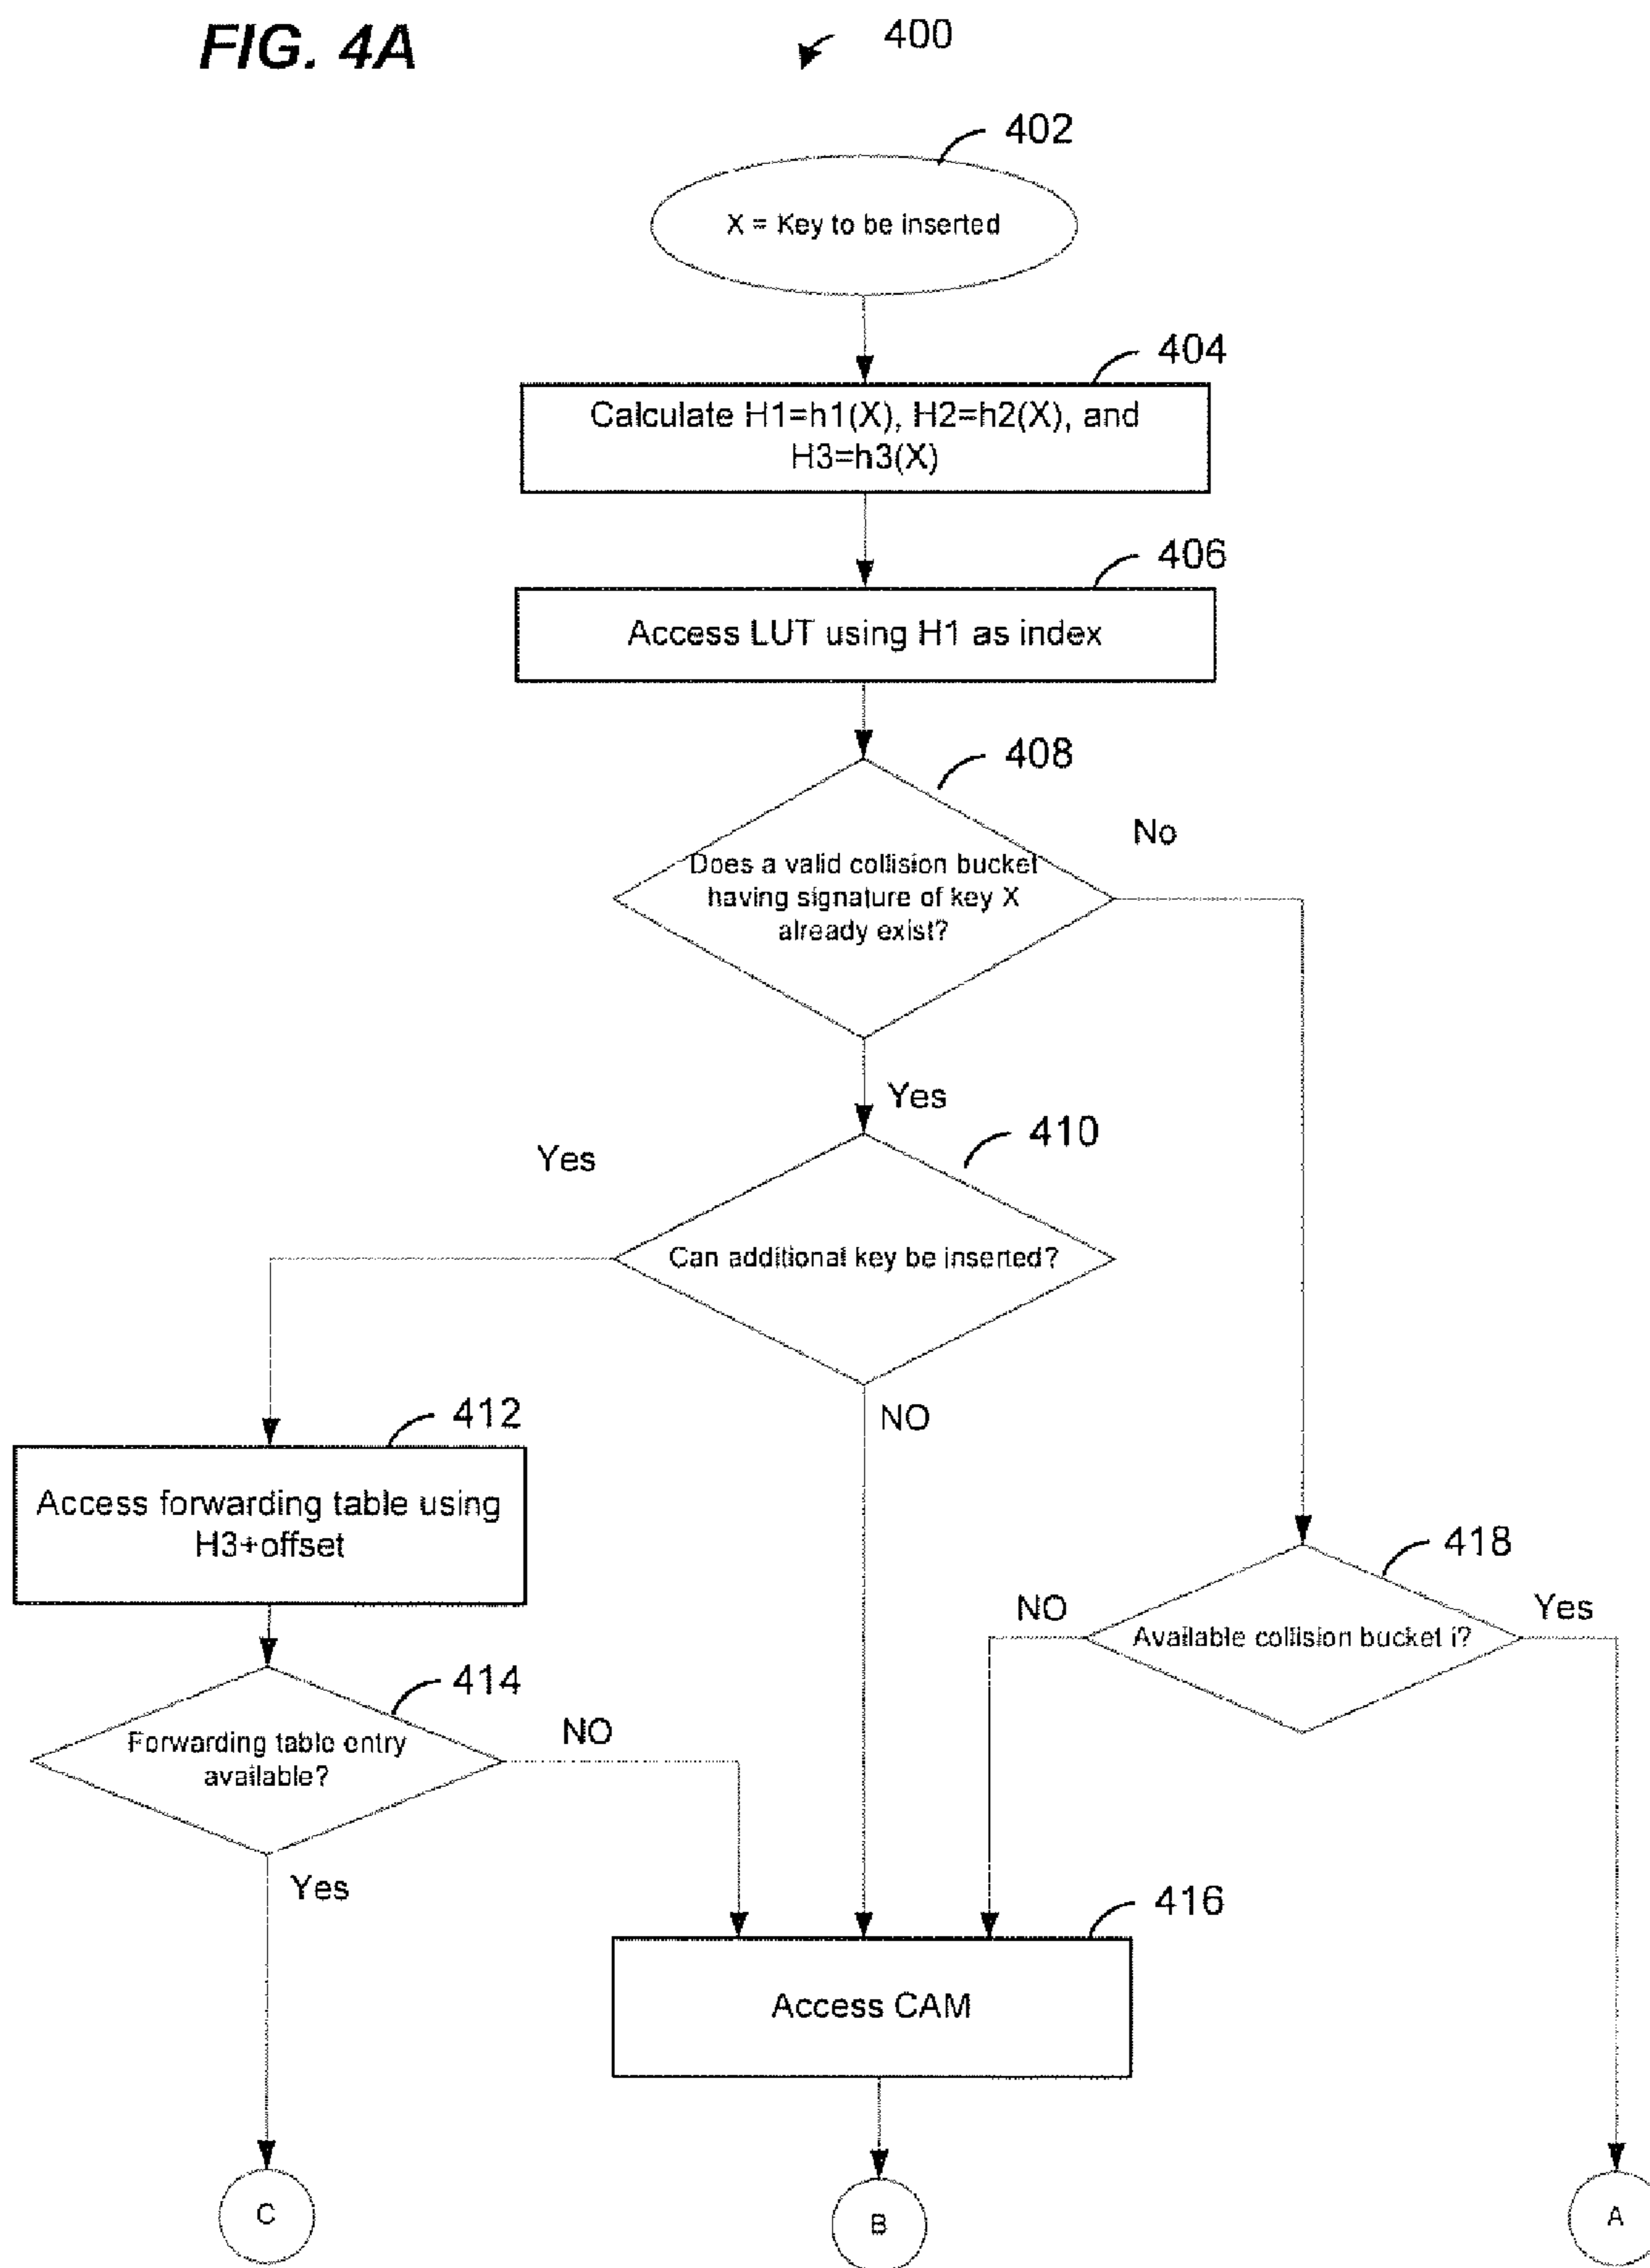 FIG. 4A
400
402
X = Key to be inserted
404
Calculate H1=h1(X), H2=h2(X), and
H3=h3(X)
406
Access LUT using H1 as index
408
No
Does a valid collision bucket
having signature of key X
already exist?
Yes
410
Yes
Can additional key be inserted?
412
NO
Access forwarding table using
H3+offset
418
NO
Yes
Available collision bucket i?
414
NO
Forwarding table entry
available?
Yes
416
Access CAM
C
B
A